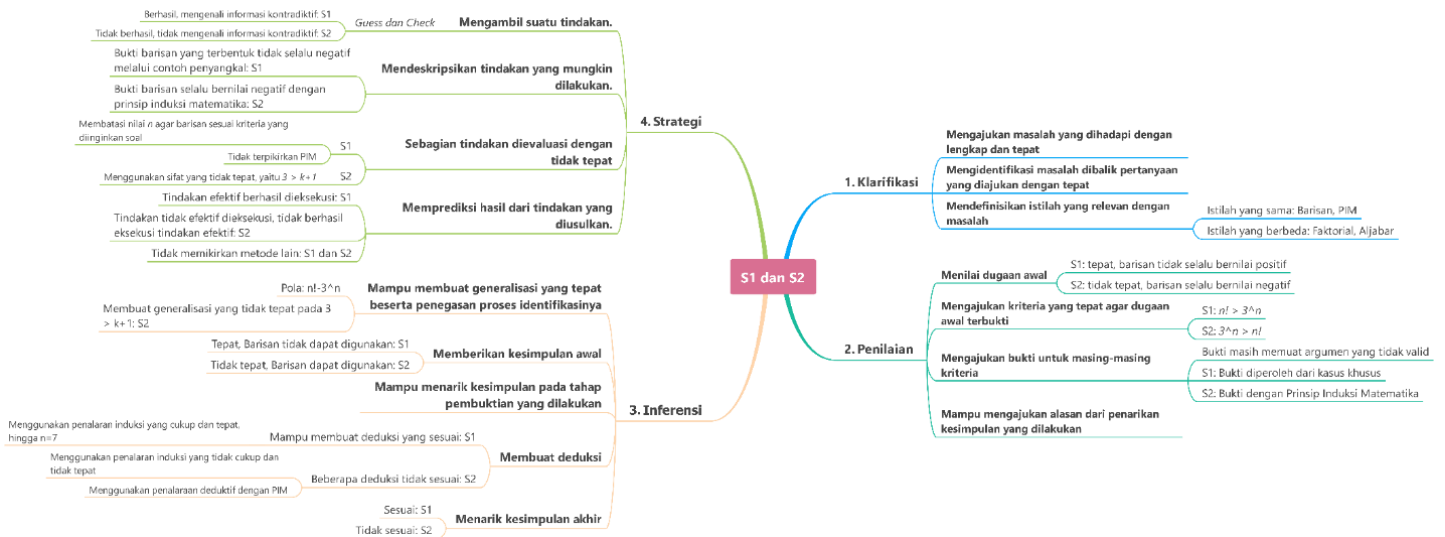 S1 dan S2
1. Klarifikasi
Mengajukan masalah yang dihadapi dengan
lengkap dan tepat
Mengidentifikasi masalah dibalik pertanyaan
yang diajukan dengan tepat
Mendefinisikan istilah yang relevan dengan
masalah
Istilah yang sama: Barisan, PIM
Istilah yang berbeda: Faktorial, Aljabar
2. Penilaian
Menilai dugaan awal
S1: tepat, barisan tidak selalu bernilai positif
S2: tidak tepat, barisan selalu bernilai negatif
Mengajukan kriteria yang tepat agar dugaan
awal terbukti
S1: n! > 3^n
S2: 3^n > n!
Mengajukan bukti untuk masing-masing
kriteria
Bukti masih memuat argumen yang tidak valid
S1: Bukti diperoleh dari kasus khusus
S2: Bukti dengan Prinsip Induksi Matematika
Mampu mengajukan alasan dari penarikan
kesimpulan yang dilakukan
3. Inferensi
Mampu membuat generalisasi yang tepat
beserta penegasan proses identifikasinya
Pola: n!-3^n
Membuat generalisasi yang tidak tepat pada 3
> k+1: S2
Memberikan kesimpulan awal
Tepat, Barisan tidak dapat digunakan: S1
Tidak tepat, Barisan dapat digunakan: S2
Mampu menarik kesimpulan pada tahap
pembuktian yang dilakukan
Membuat deduksi
Mampu membuat deduksi yang sesuai: S1
Menggunakan penalaran induksi yang cukup dan tepat,
hingga n=7
Beberapa deduksi tidak sesuai: S2
Menggunakan penalaran induksi yang tidak cukup dan
tidak tepat
Menggunakan penalaraan deduktif dengan PIM
Menarik kesimpulan akhir
Sesuai: S1
Tidak sesuai: S2
4. Strategi
Mengambil suatu tindakan.
Guess dan Check
Berhasil, mengenali informasi kontradiktif: S1
Tidak berhasil, tidak mengenali informasi kontradiktif: S2
Mendeskripsikan tindakan yang mungkin
dilakukan.
Bukti barisan yang terbentuk tidak selalu negatif
melalui contoh penyangkal: S1
Bukti barisan selalu bernilai negatif dengan
prinsip induksi matematika: S2
Sebagian tindakan dievaluasi dengan
tidak tepat
S1
Membatasi nilai n agar barisan sesuai kriteria yang
diinginkan soal
Tidak terpikirkan PIM
S2
Menggunakan sifat yang tidak tepat, yaitu 3 > k+1
Memprediksi hasil dari tindakan yang
diusulkan.
Tindakan efektif berhasil dieksekusi: S1
Tindakan tidak efektif dieksekusi, tidak berhasil
eksekusi tindakan efektif: S2
Tidak memikirkan metode lain: S1 dan S2